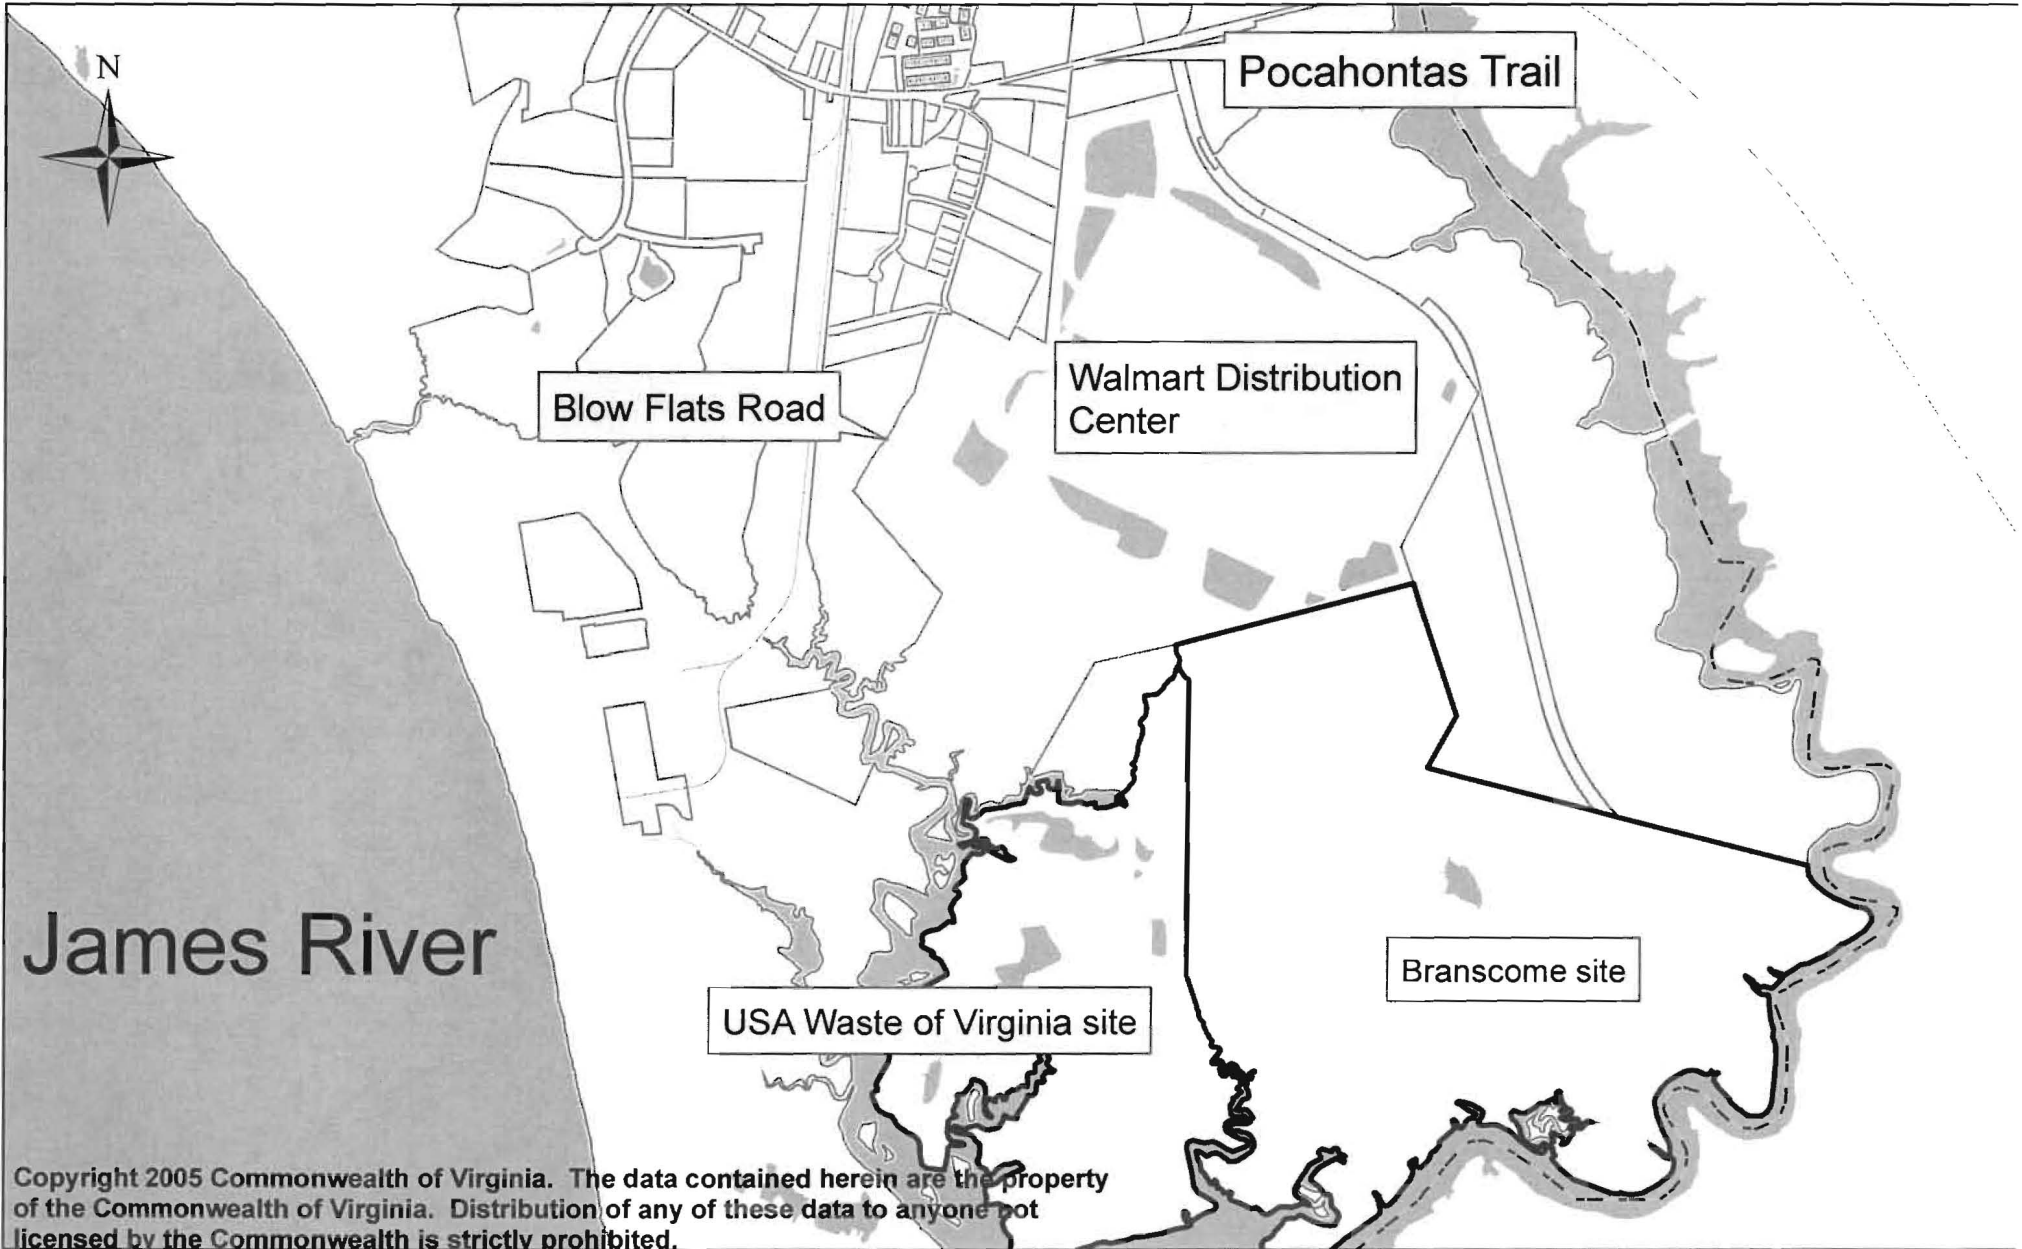 N
Pocahontas Trail
Walmart Distribution
Center
Blow Flats Road
James River
Branscome site
USA Waste of Virginia site
Copyright 2005 Commonwealth of Virginia.  The data contained herein are the property
of the Commonwealth of Virginia.  Distribution of any of these data to anyone not
licensed by the Commonwealth is strictly prohibited.